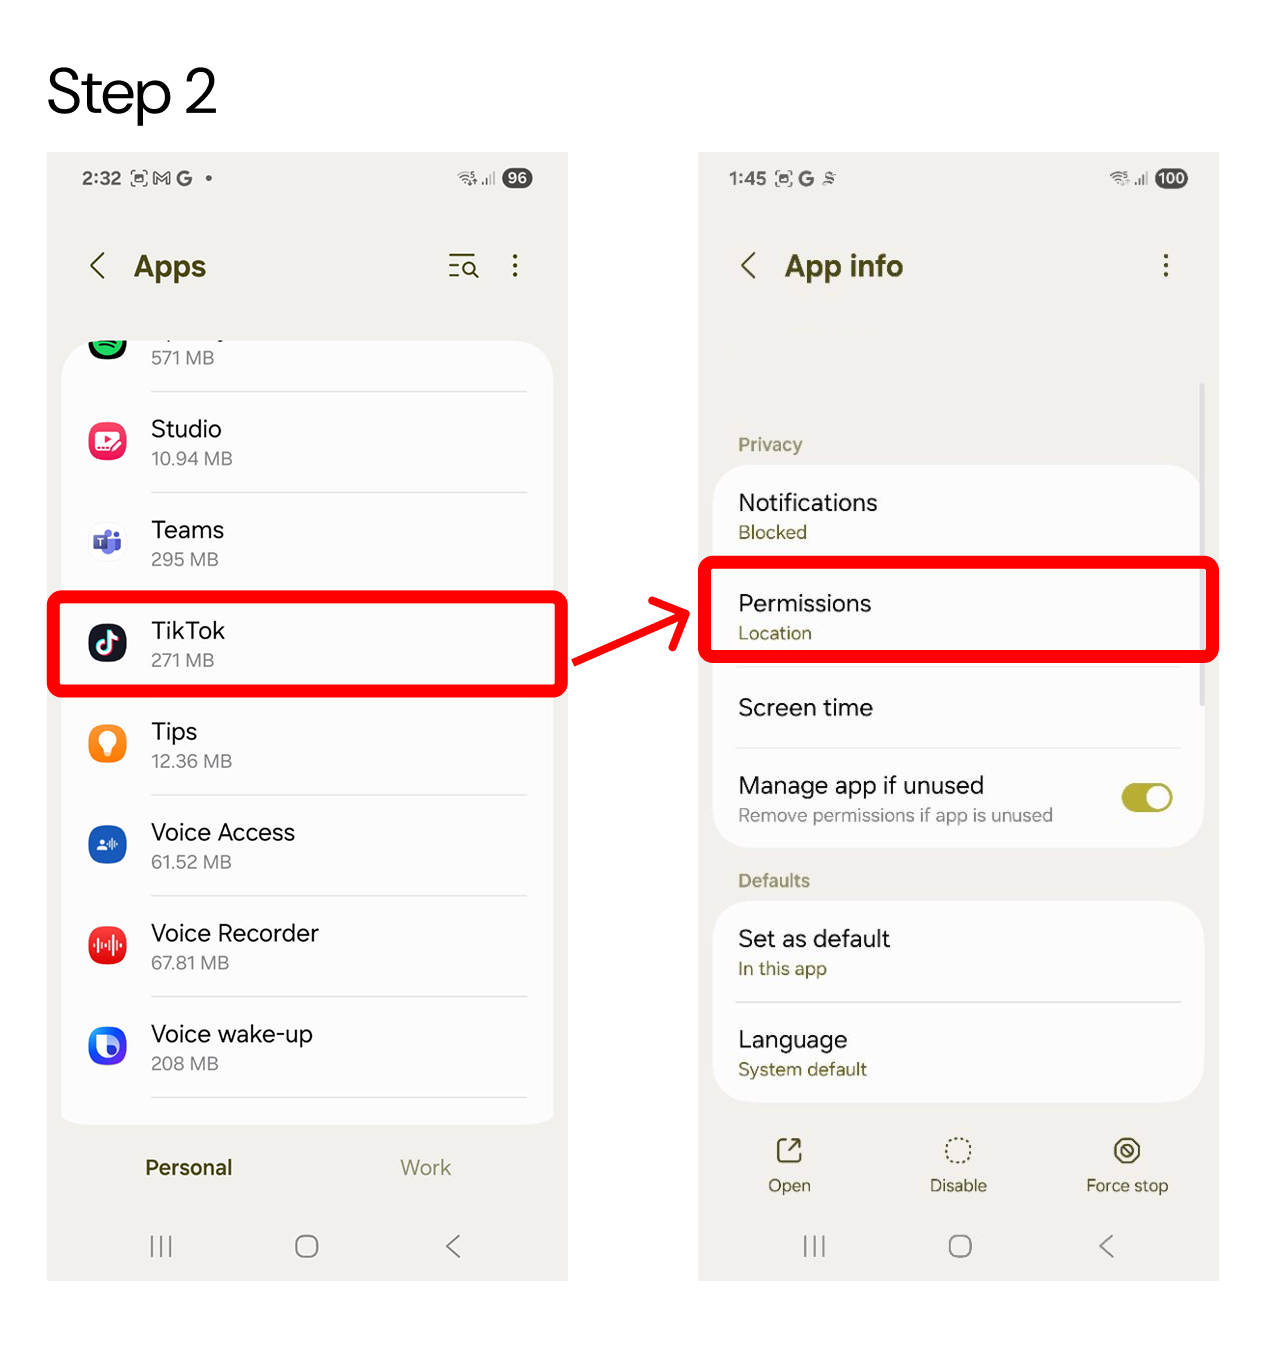 Step 2
2:32
96
Apps
571 MB
Studio
10.94 MB
Teams
295 MB
TikTok
271 MB
Tips
12.36 MB
Voice Access
61.52 MB
Voice Recorder
67.81 MB
Voice wake-up
208 MB
Personal
Work
1:45
100
App info
Privacy
Notifications
Blocked
Permissions
Location
Screen time
Manage app if unused
Remove permissions if app is unused
Defaults
Set as default
In this app
Language
System default
Open
Disable
Force stop